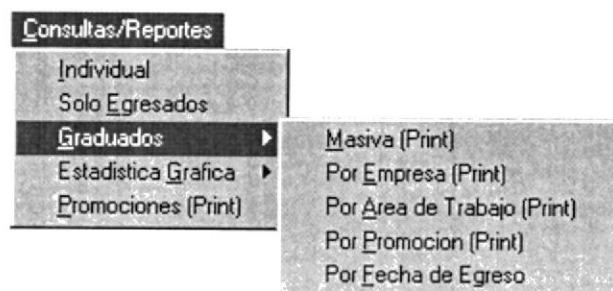 Consultas/Reportes
Individual
Solo Egresados
Graduados
Estadistica Grafica
Promociones (Print)
Masiva (Print)
Por Empresa (Print)
Por Area de Trabajo (Print)
Por Promocion (Print)
Por Fecha de Egreso